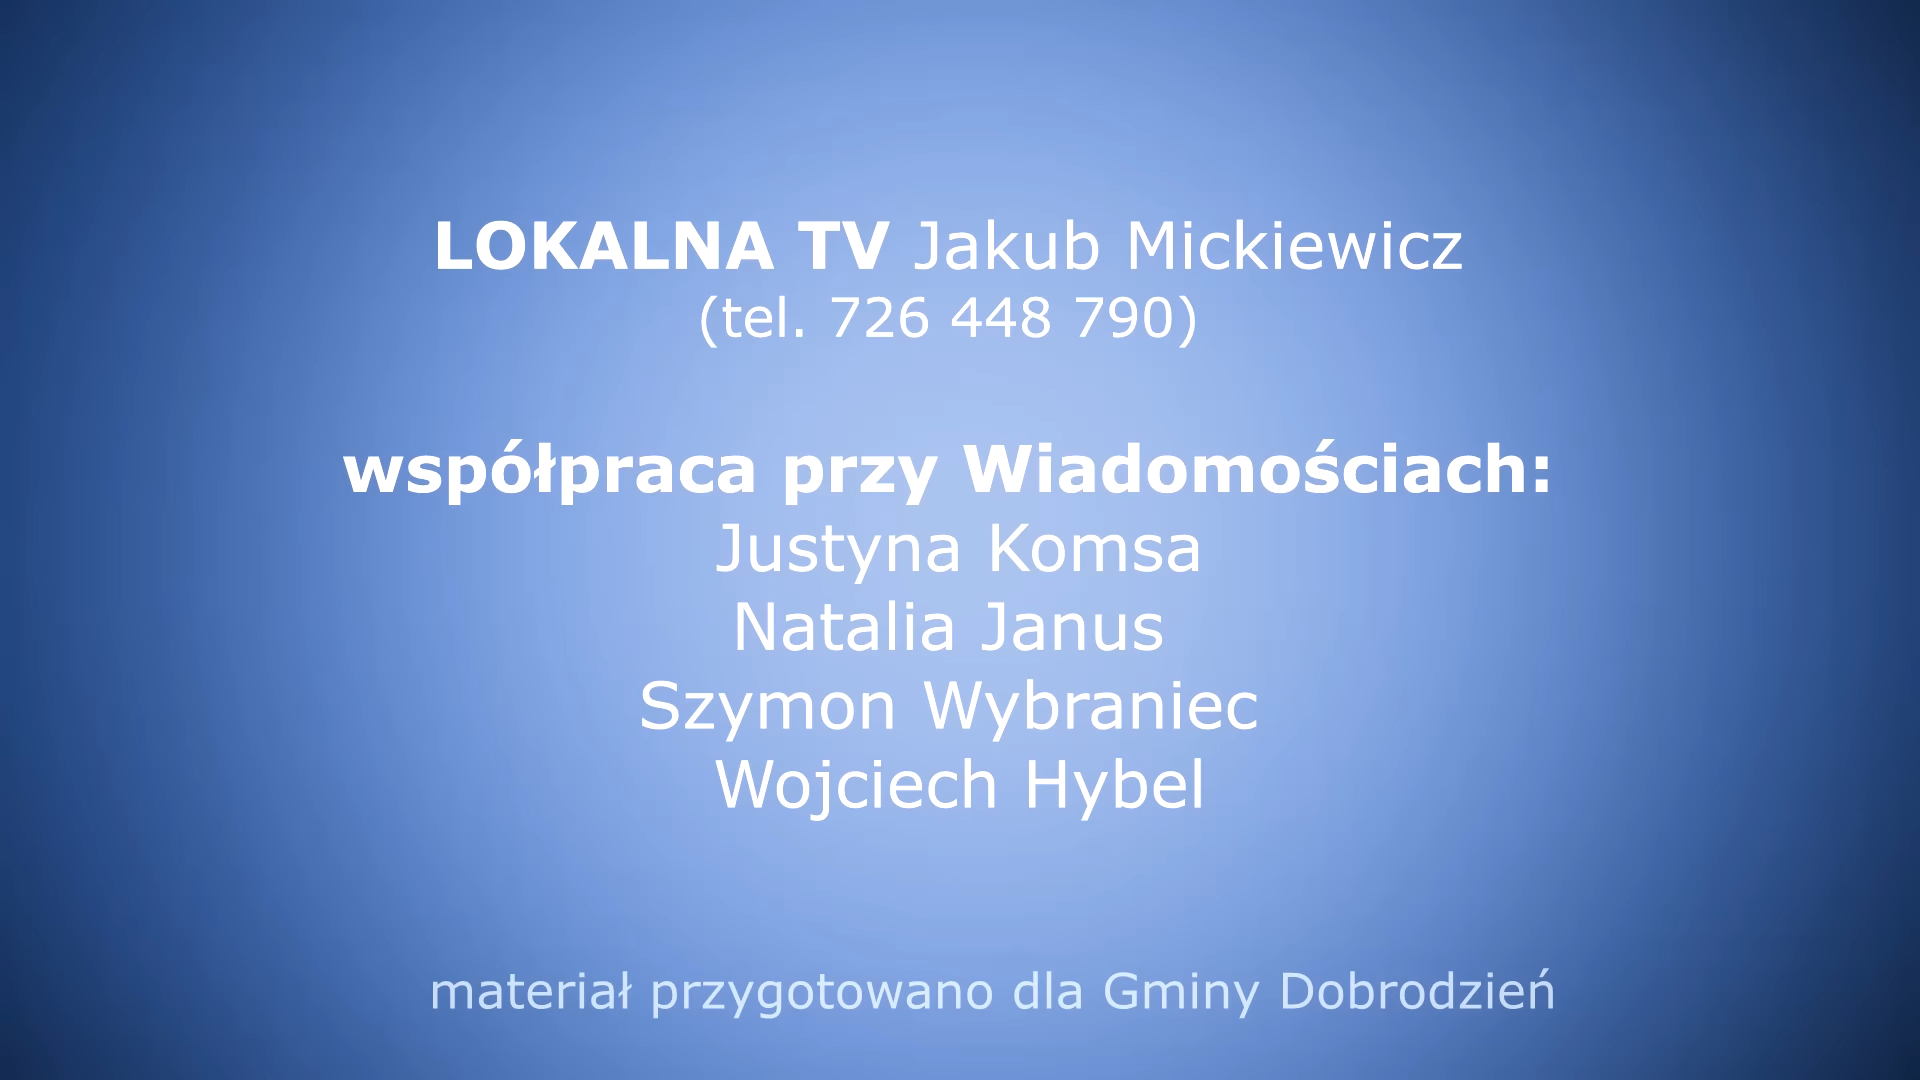 LOKALNA TV Jakub Mickiewicz
(tel. 726 448 790)
współpraca przy Wiadomościach:
Justyna Komsa
Natalia Janus
Szymon Wybraniec
Wojciech Hybel
materiał przygotowano dla Gminy Dobrodzień